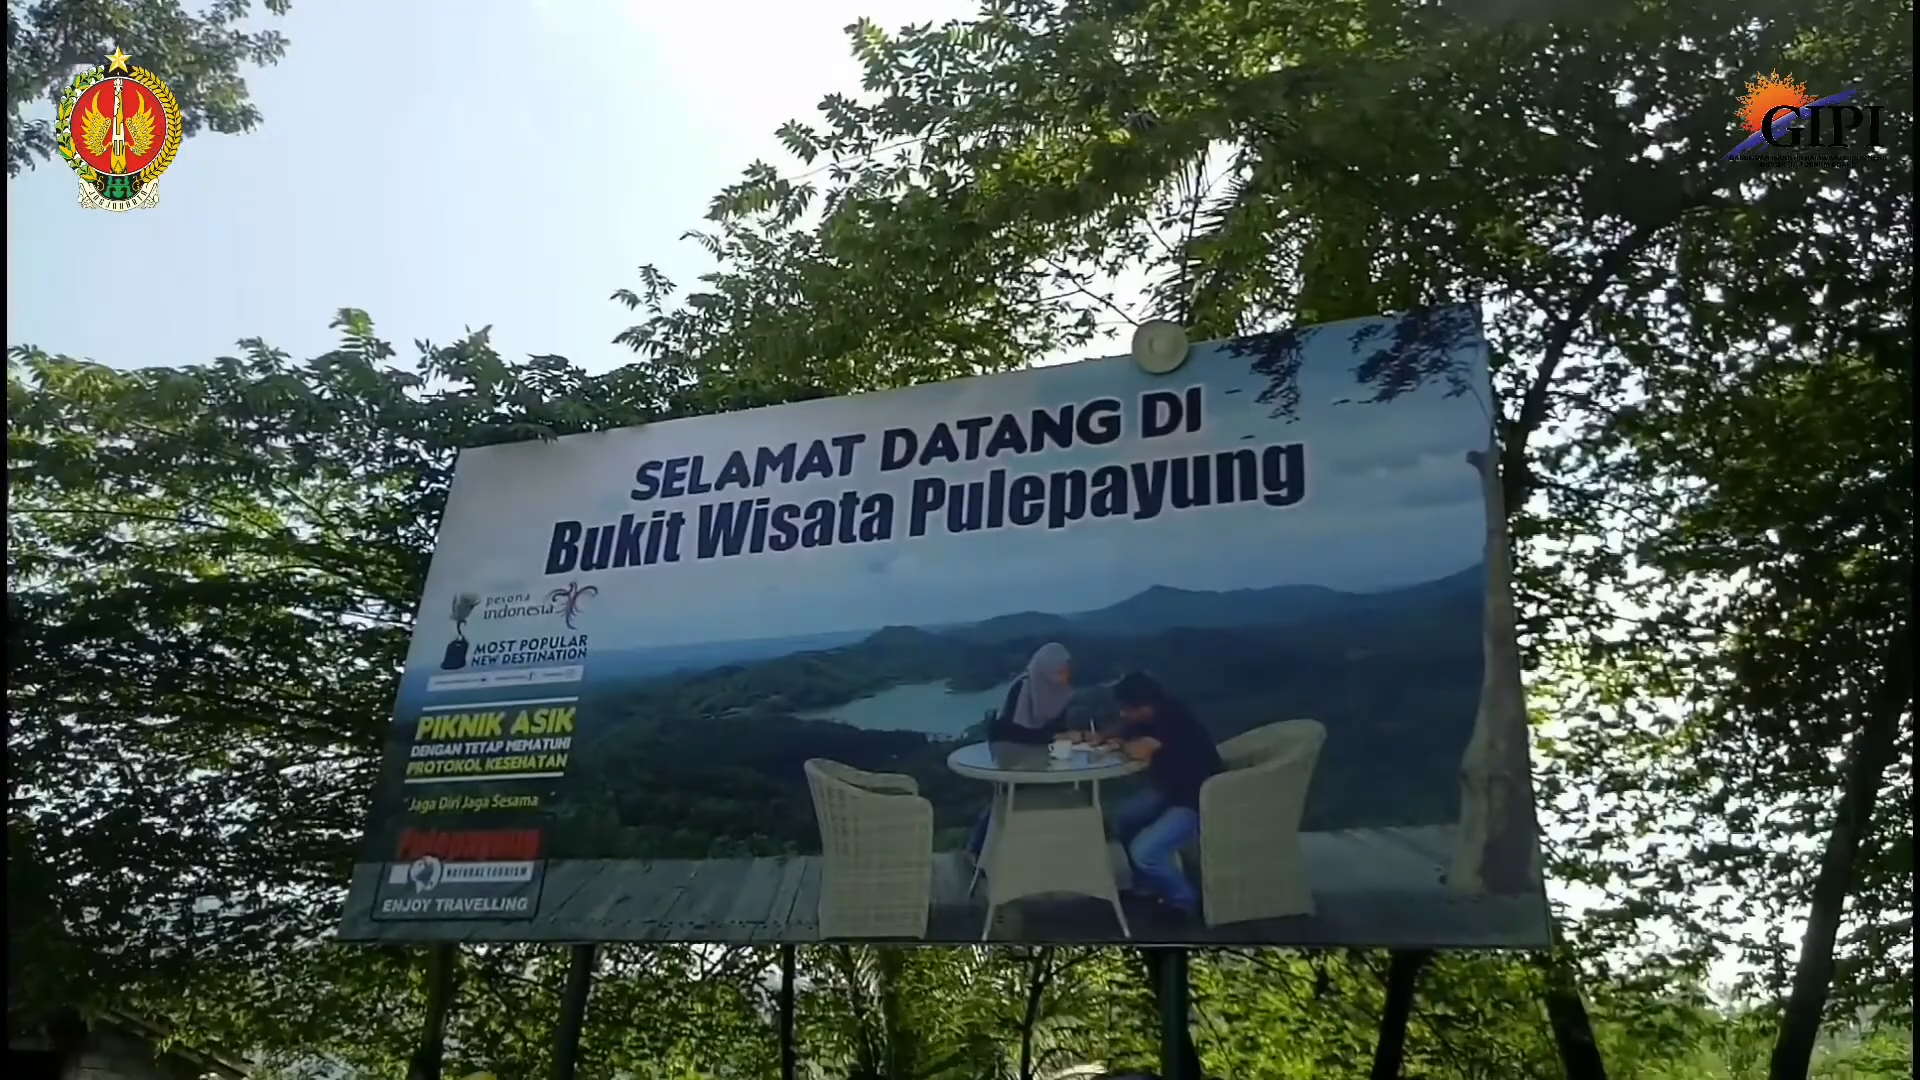 GIPI
SELAMAT DATANG DI
Bukit Wisata Pulepayung
pesona
indonesia
MOST POPULAR
NEW DESTINATION
PIKNIK ASIK
DENGAN TETAP MEMATUHI
PROTOKOL KESEHATAN
Jaga Diri Jaga Sesama
NATURAL TOURISM
ENJOY TRAVELLING